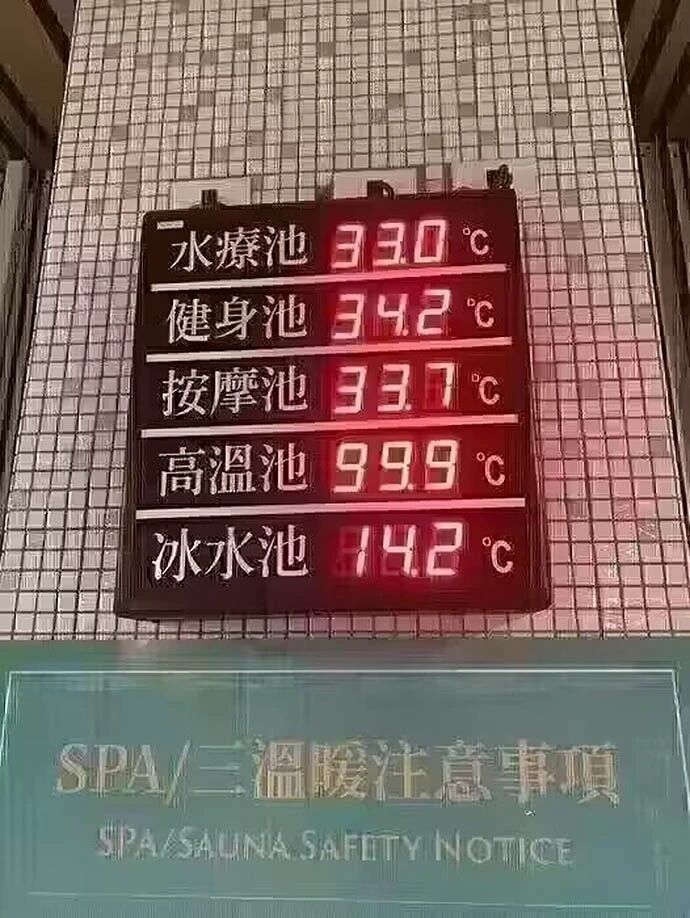 水療池 33.0 °C
健身池 34.2 °C
按摩池 33.7 °C
高溫池 99.9 °C
冰水池 14.2 °C
SPA/三溫暖注意事項
SPA/SAUNA SAFETY NOTICE